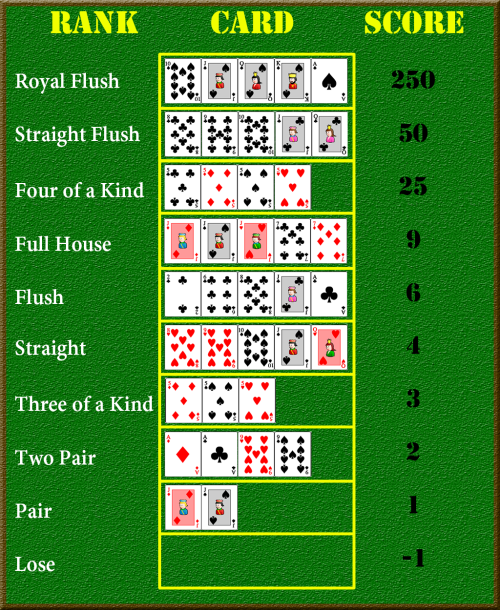 RANK CARD SCORE
Royal Flush 250
Straight Flush 50
Four of a Kind 25
Full House 9
Flush 6
Straight 4
Three of a Kind 3
Two Pair 2
Pair 1
Lose -1